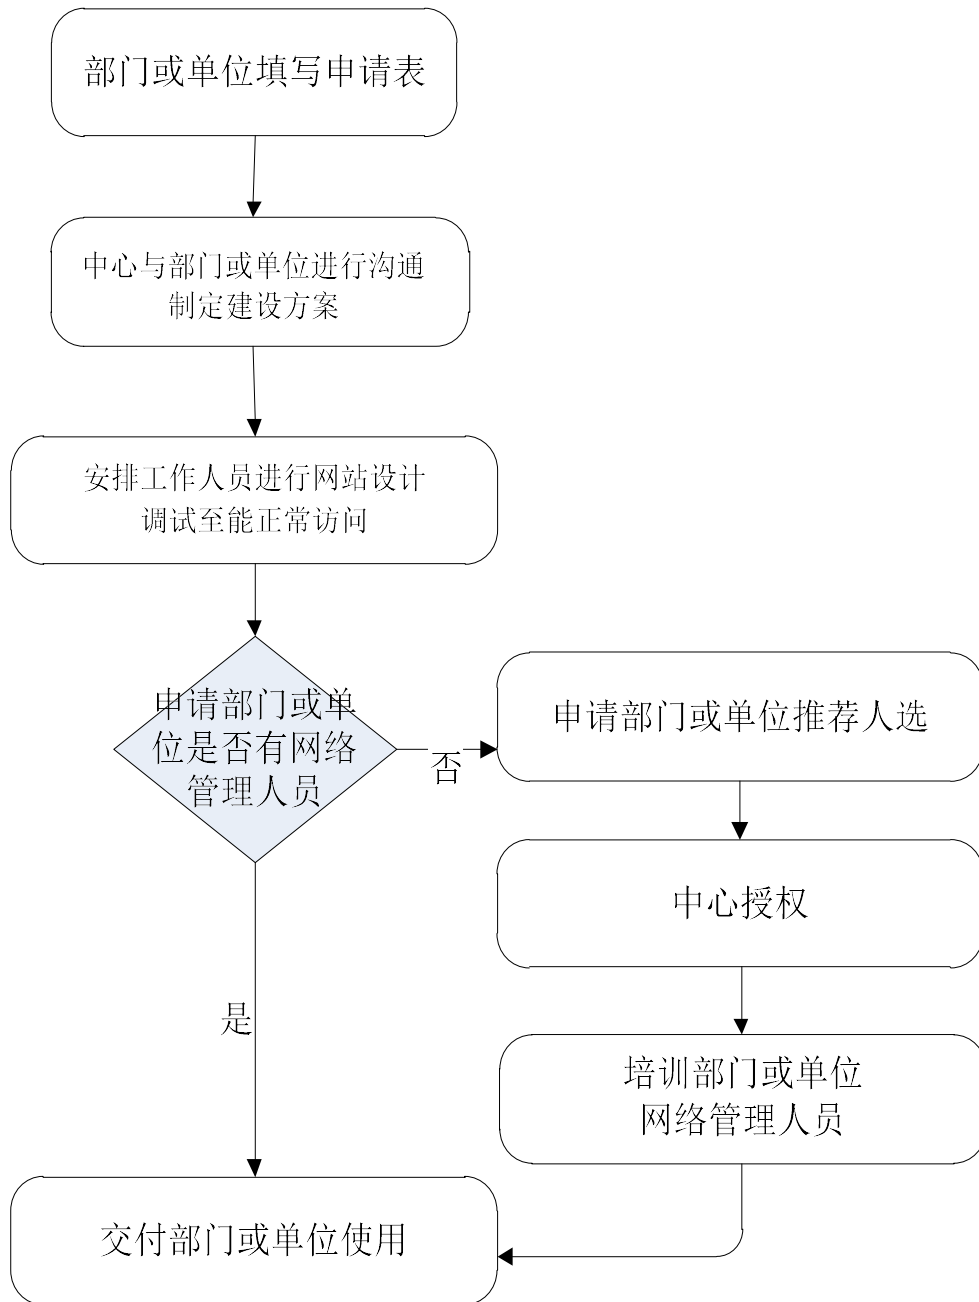 部门或单位填写申请表
中心与部门或单位进行沟通
制定建设方案
安排工作人员进行网站设计
调试至能正常访问
申请部门或单
位是否有网络
管理人员
否
申请部门或单位推荐人选
中心授权
是
培训部门或单位
网络管理人员
交付部门或单位使用